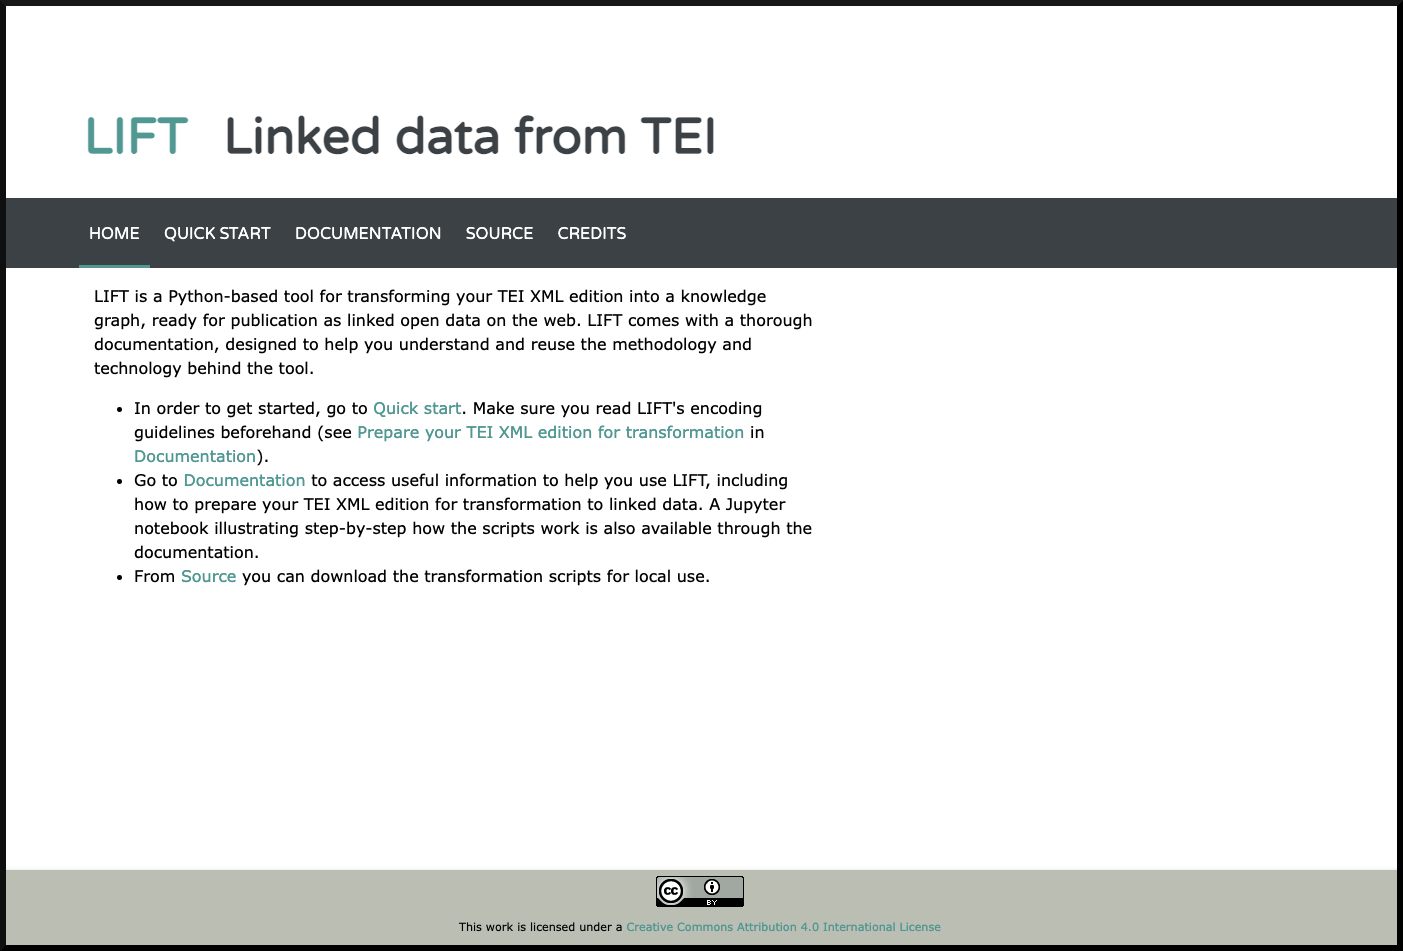 LIFT Linked data from TEI
HOME QUICK START DOCUMENTATION SOURCE CREDITS
LIFT is a Python-based tool for transforming your TEI XML edition into a knowledge
graph, ready for publication as linked open data on the web. LIFT comes with a thorough
documentation, designed to help you understand and reuse the methodology and
technology behind the tool.
• In order to get started, go to Quick start. Make sure you read LIFT's encoding
guidelines beforehand (see Prepare your TEI XML edition for transformation in
Documentation).
• Go to Documentation to access useful information to help you use LIFT, including
how to prepare your TEI XML edition for transformation to linked data. A Jupyter
notebook illustrating step-by-step how the scripts work is also available through the
documentation.
• From Source you can download the transformation scripts for local use.
cc BY
This work is licensed under a Creative Commons Attribution 4.0 International License